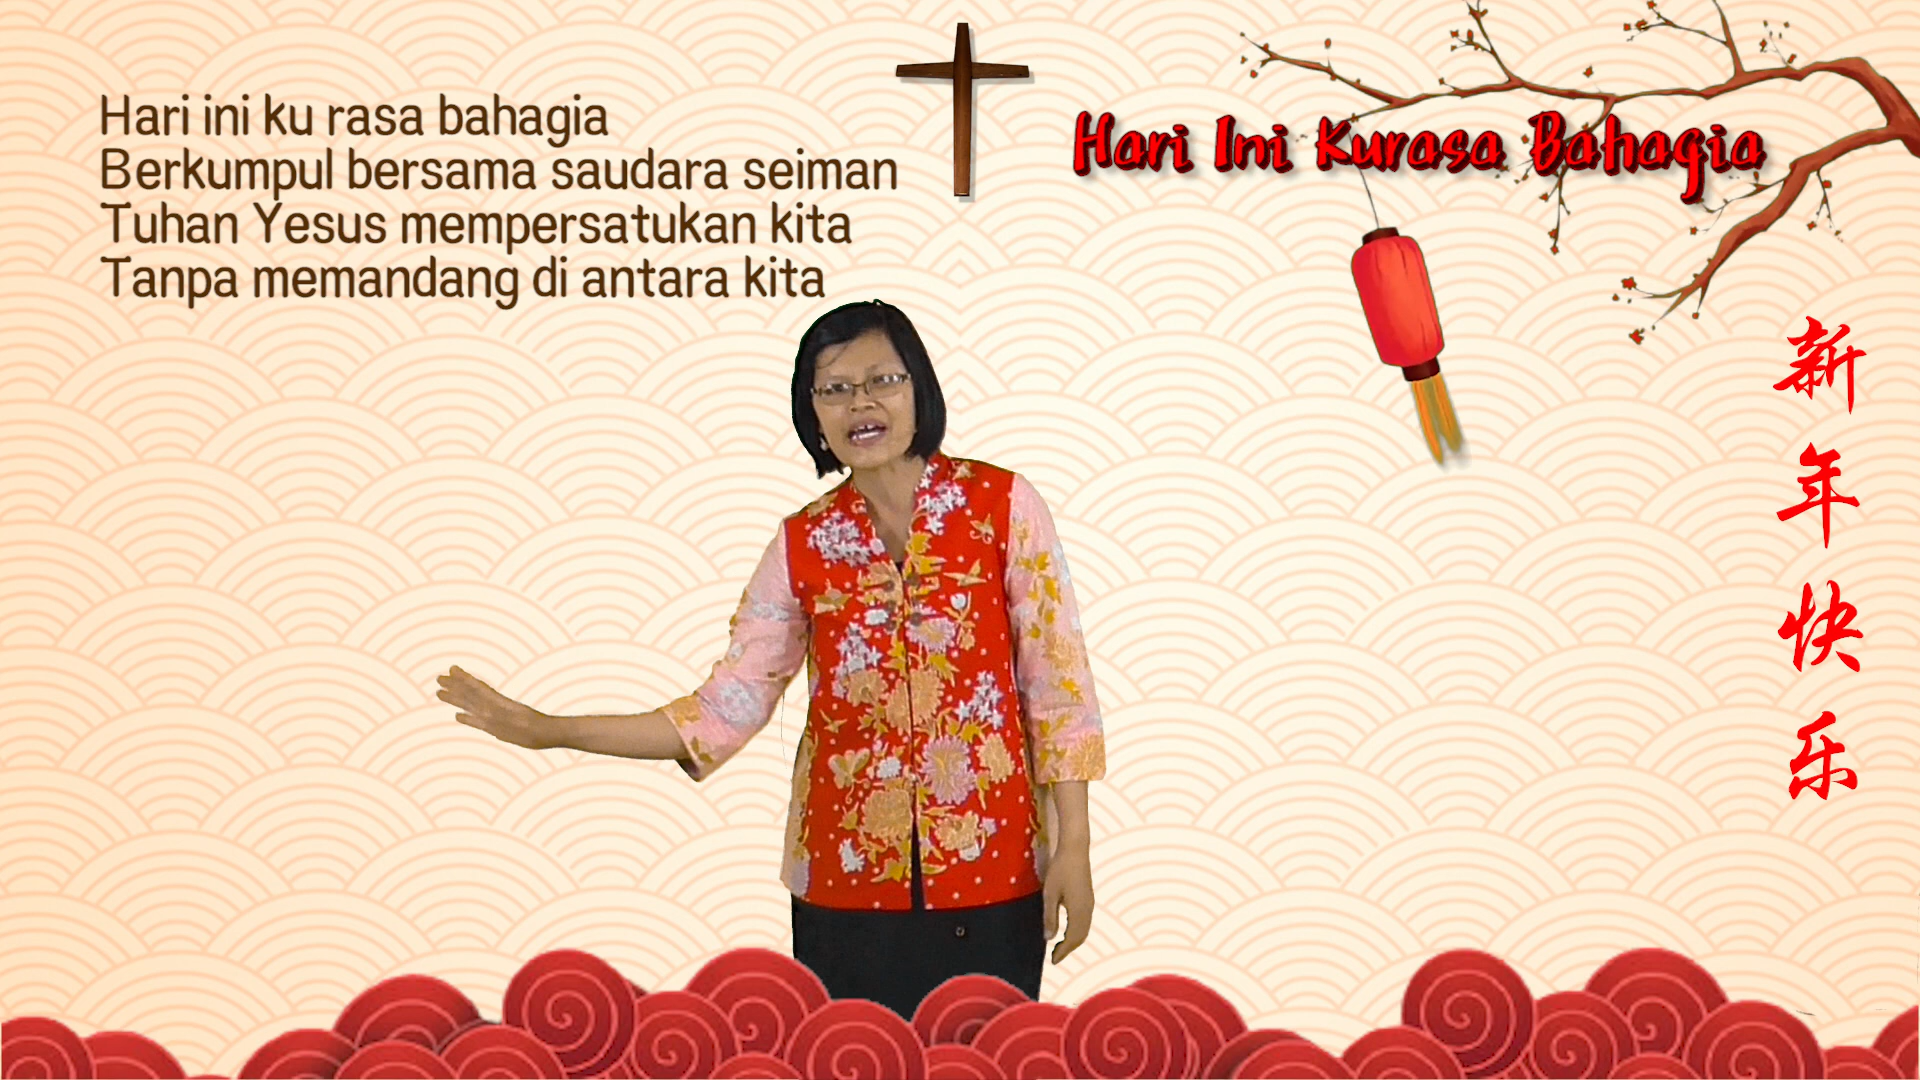 Hari ini ku rasa bahagia
Berkumpul bersama saudara seiman
Tuhan Yesus mempersatukan kita
Tanpa memandang di antara kita
Hari Ini Kurasa Bahagia
新年快乐